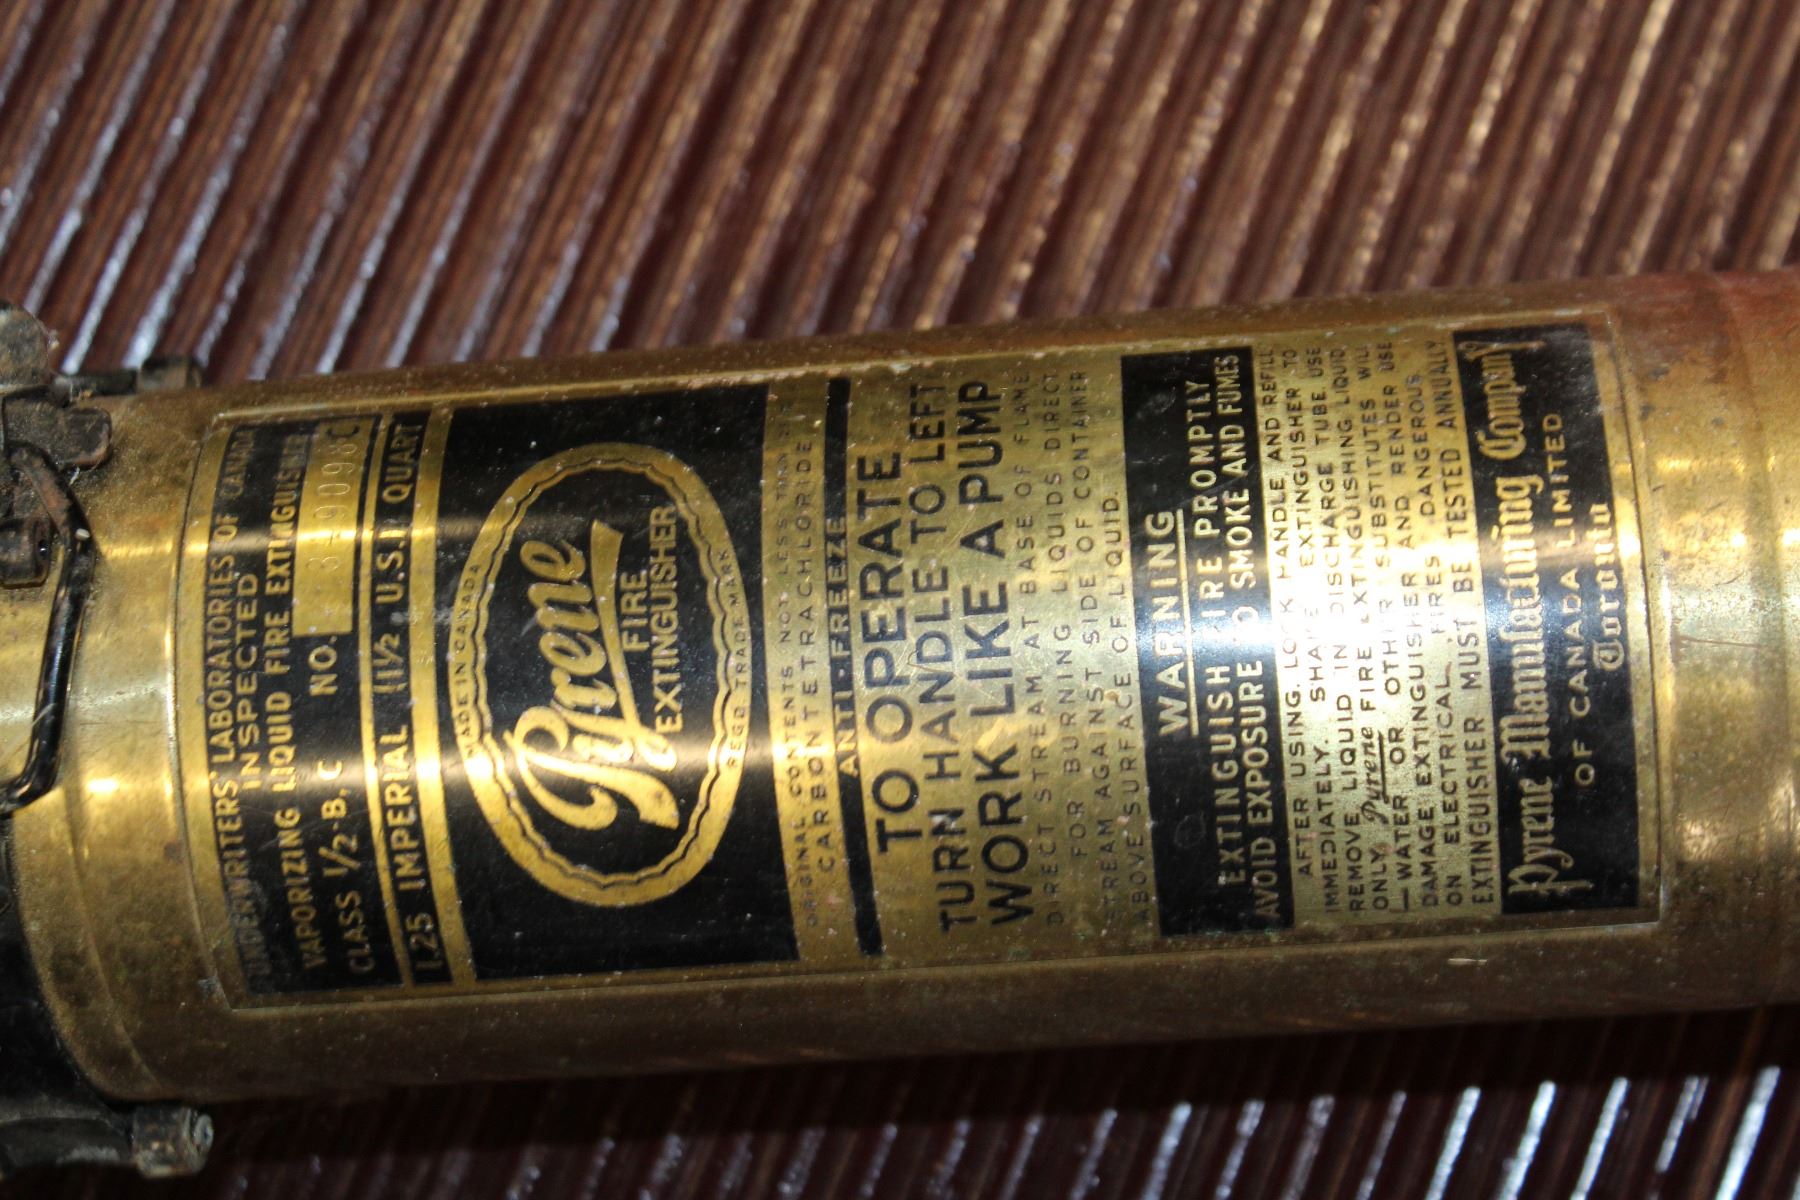 UNDERWRITERS' LABORATORIES OF CANADA
INSPECTED
VAPORIZING LIQUID FIRE EXTINGUISHER
CLASS 1/2-B, C NO.
1.25 IMPERIAL (1½ U.S.) QUART
MADE IN CANADA
Pyrene
FIRE
EXTINGUISHER
REGD. TRADE MARK
ORIGINAL CONTENTS NOT LESS THAN
CARBON TETRACHLORIDE
ANTI-FREEZE
TO OPERATE
TURN HANDLE TO LEFT
WORK LIKE A PUMP
DIRECT STREAM AT BASE OF FLAME
FOR BURNING LIQUIDS DIRECT
STREAM AGAINST SIDE OF CONTAINER
ABOVE SURFACE OF LIQUID.
WARNING
EXTINGUISH FIRE PROMPTLY
AVOID EXPOSURE TO SMOKE AND FUMES
AFTER USING, LOCK HANDLE AND REFILL
IMMEDIATELY. SHAKE EXTINGUISHER TO
REMOVE LIQUID IN DISCHARGE TUBE. USE
ONLY Pyrene FIRE EXTINGUISHING LIQUID
—WATER OR OTHER SUBSTITUTES WILL
DAMAGE EXTINGUISHER AND RENDER USE
ON ELECTRICAL FIRES DANGEROUS.
EXTINGUISHER MUST BE TESTED ANNUALLY
Pyrene Manufacturing Company
OF CANADA LIMITED
Toronto